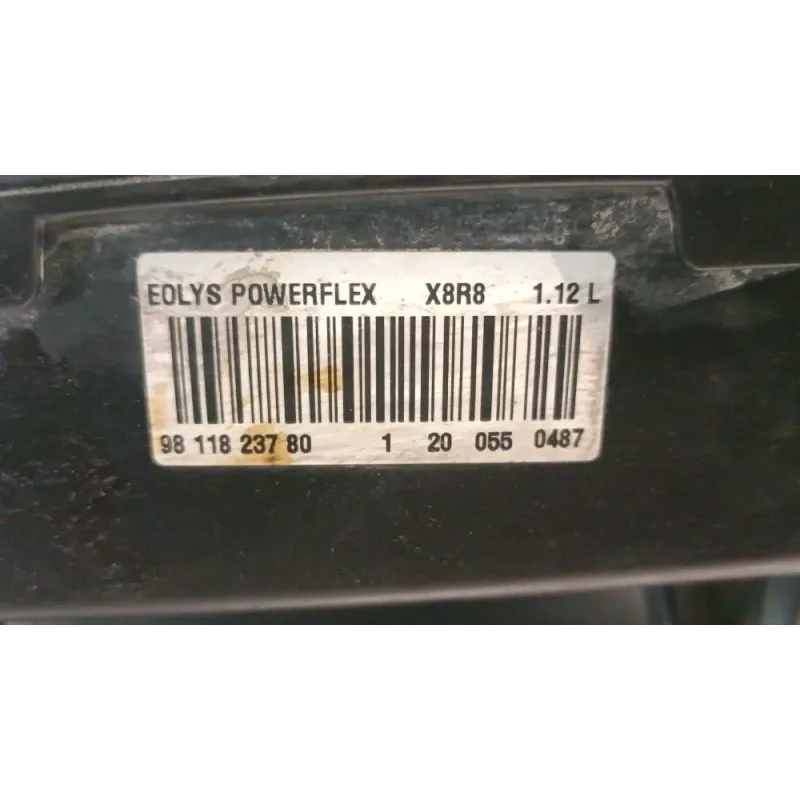 EOLYS POWERFLEX X8R8 1.12 L
98 118 237 80 1 20 055 0487